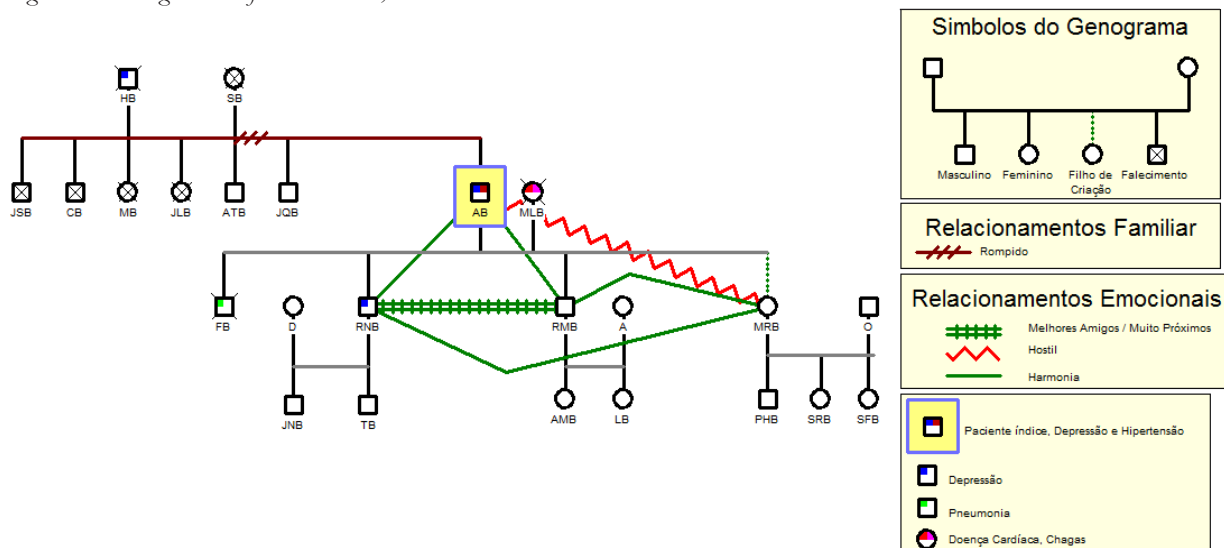 HB
SB
JSB
CB
MB
JLB
ATB
JQB
AB
MLB
FB
D
RNB
RMB
A
MRB
O
JNB
TB
AMB
LB
PHB
SRB
SFB
Simbolos do Genograma
Masculino
Feminino
Filho de
Criação
Falecimento
Relacionamentos Familiar
Rompido
Relacionamentos Emocionais
Melhores Amigos / Muito Próximos
Hostil
Harmonia
Paciente índice, Depressão e Hipertensão
Depressão
Pneumonia
Doença Cardíaca, Chagas